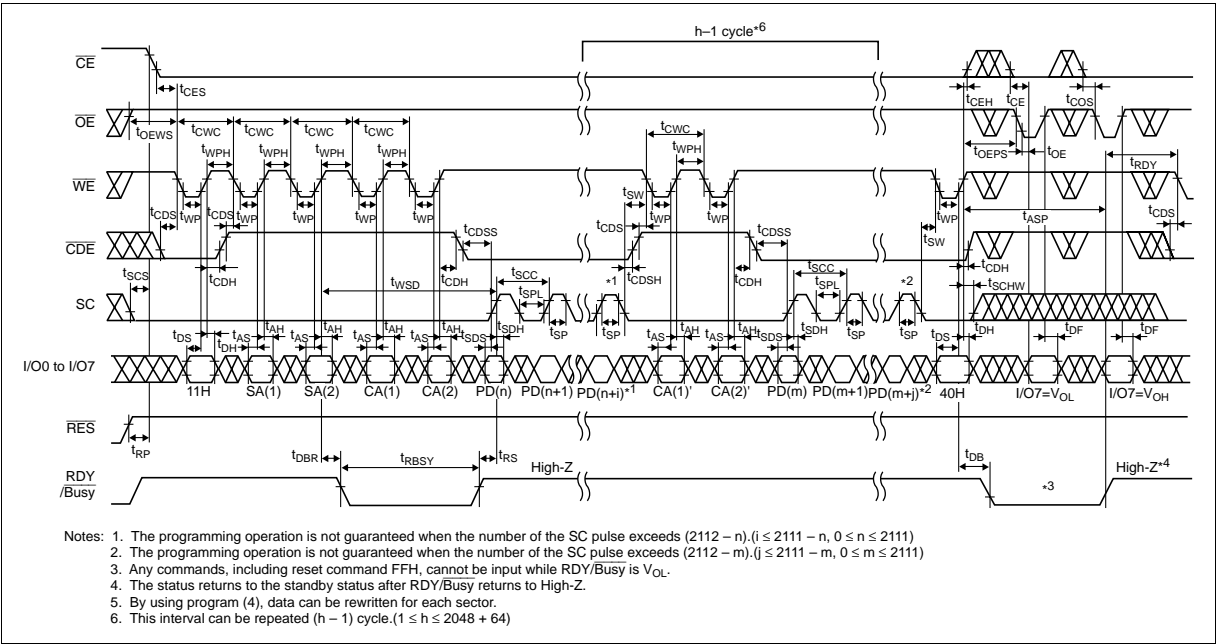 h–1 cycle*6
CE
tCES
tCEH tCE tCOS
OE
tOEWS tCWC tCWC tCWC tCWC tCWC
tWPH tWPH tWPH tWPH tWPH
tOEPS tOE
tRDY
WE
tWP tWP tWP tWP tWP tSW tWP tWP tWP
tCDS tCDS tCDSS tCDS tCDSS tSW tASP tCDS
CDE
tCDH tCDH tCDSH tCDH tCDH
tSCS tWSD tSCC *1 tSCC *2 tSCHW
tSPL tSPL
SC
tDS tAH tAH tAH tAH tSDH tSP tSP tAH tAH tSDH tSP tSP tDH tDF tDF
tDH tAS tAS tAS tAS tSDS tAS tAS tSDS tDS
I/O0 to I/O7
11H SA(1) SA(2) CA(1) CA(2) PD(n) PD(n+1) PD(n+i)*1 CA(1)' CA(2)' PD(m) PD(m+1) PD(m+j)*2 40H I/O7=VOL I/O7=VOH
RES
tRP
tDBR tRBSY tRS tDB
RDY
/Busy
High-Z *3 High-Z*4
Notes: 1. The programming operation is not guaranteed when the number of the SC pulse exceeds (2112 – n).(i ≤ 2111 – n, 0 ≤ n ≤ 2111)
2. The programming operation is not guaranteed when the number of the SC pulse exceeds (2112 – m).(j ≤ 2111 – m, 0 ≤ m ≤ 2111)
3. Any commands, including reset command FFH, cannot be input while RDY/Busy is VOL.
4. The status returns to the standby status after RDY/Busy returns to High-Z.
5. By using program (4), data can be rewritten for each sector.
6. This interval can be repeated (h – 1) cycle.(1 ≤ h ≤ 2048 + 64)